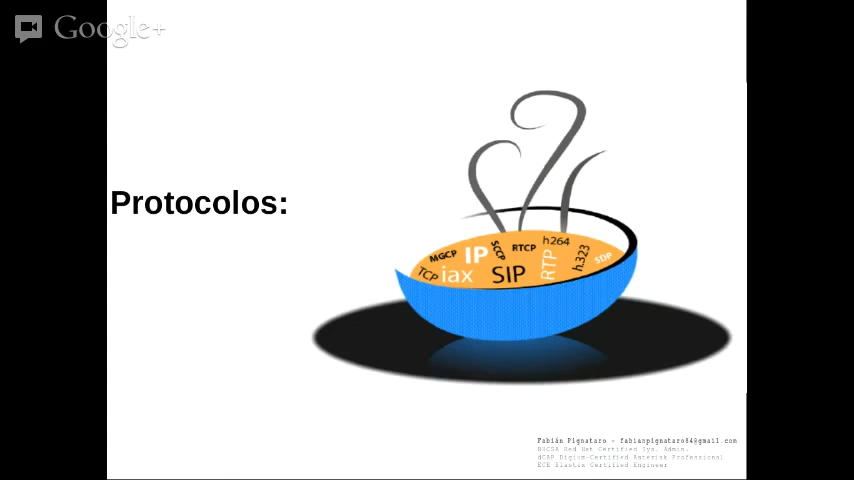 Google+
Protocolos:
MGCP IP SCCP RTCP h264
TCP iax SIP RTP h.323 SDP
Fabián Pignataro - fabianpignataro84@gmail.com
RHCSA Red Hat Certified Sys. Admin.
dCAP Digium-Certified Asterisk Professional
ECE Elastix Certified Engineer